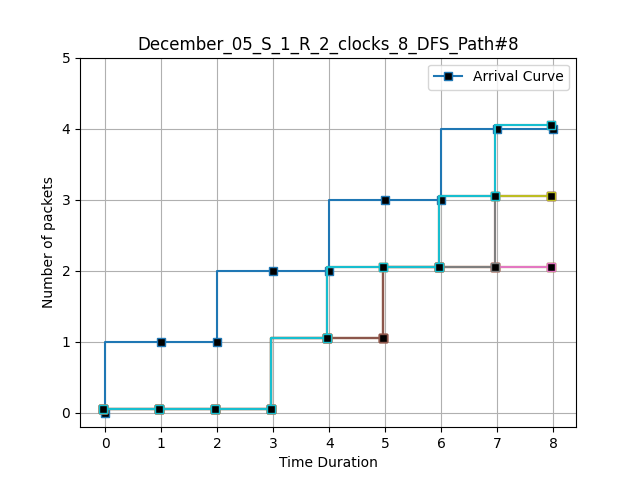 December_05_S_1_R_2_clocks_8_DFS_Path#8
Arrival Curve
Number of packets
5
4
3
2
1
0
0 1 2 3 4 5 6 7 8
Time Duration